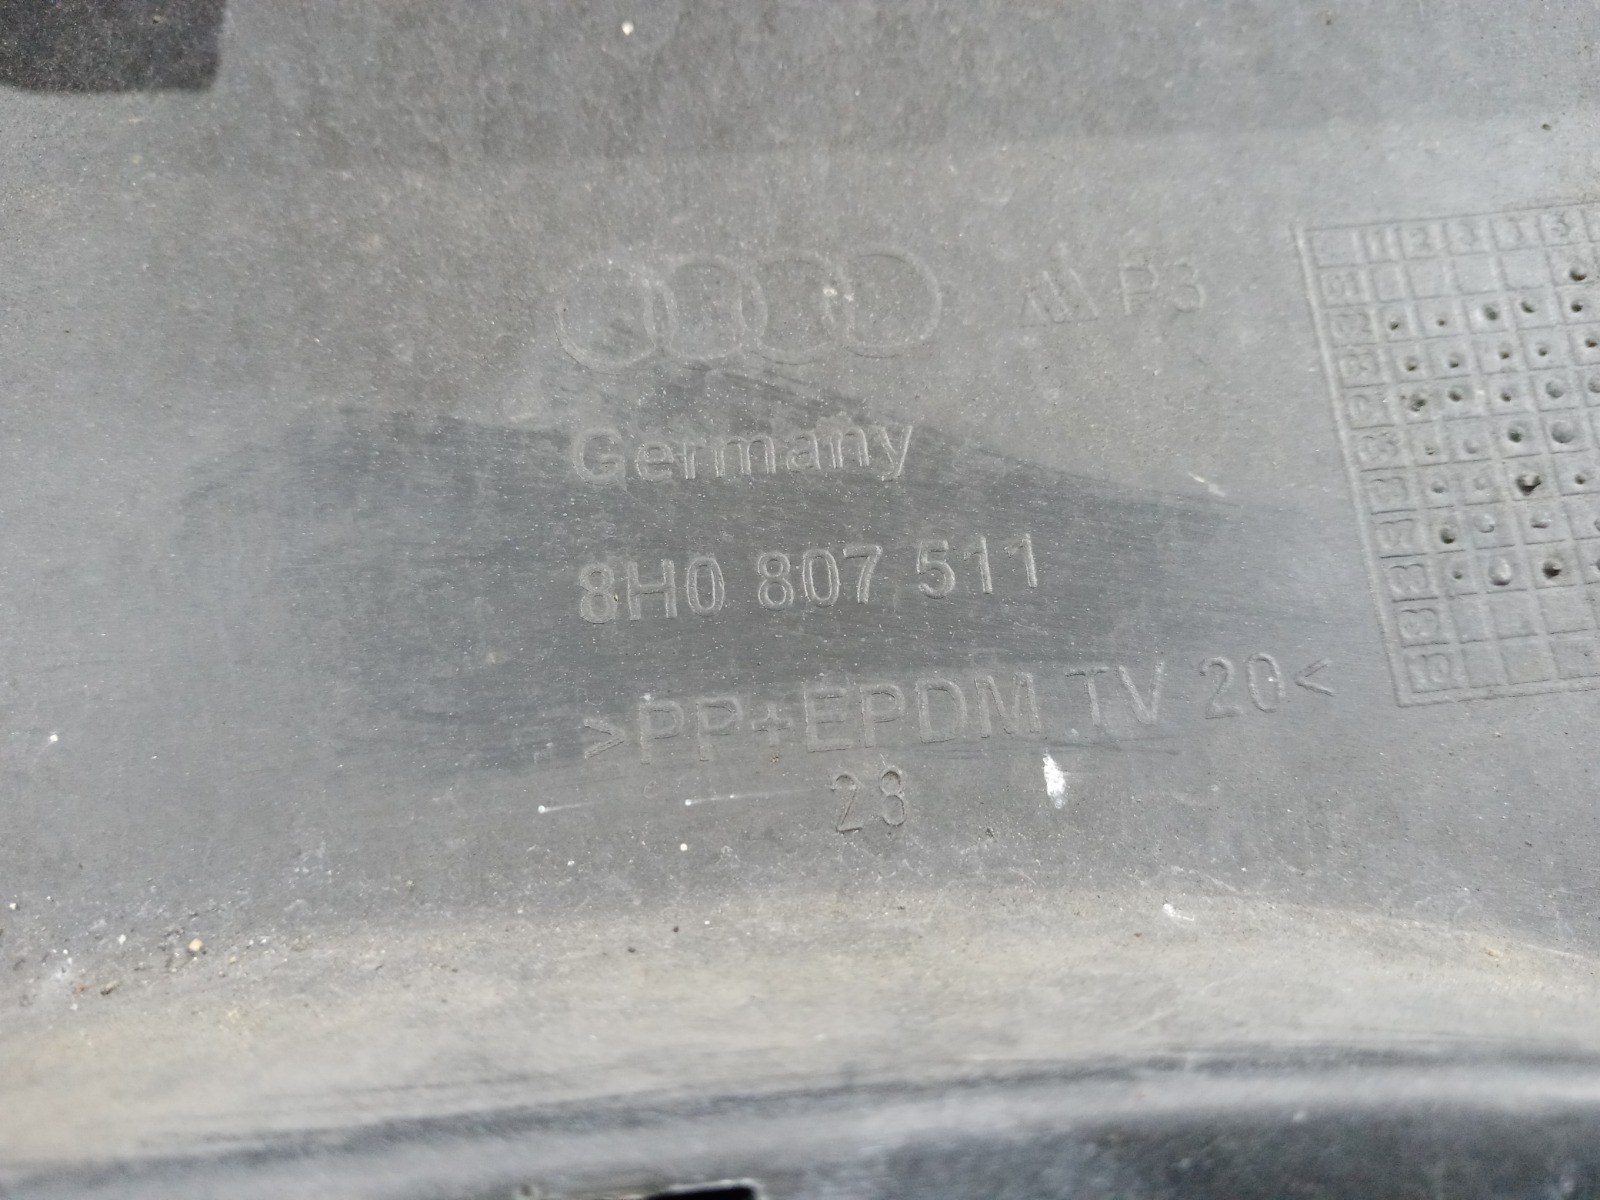 P3
Germany
8H0 807 511
>PP+EPDM TV 20<
28